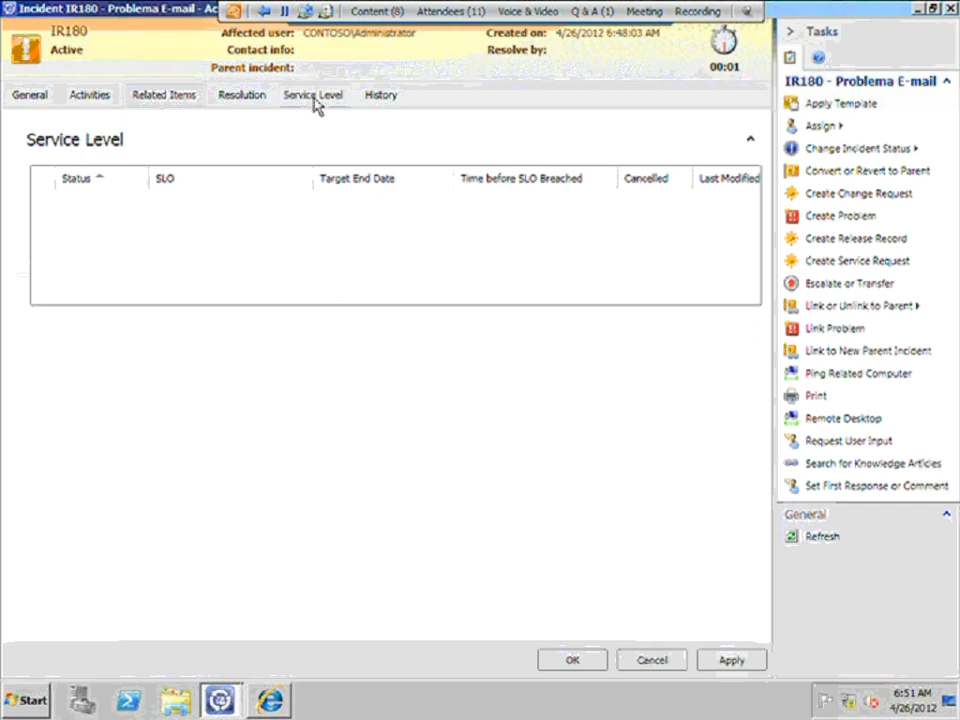 Incident IR180 - Problema E-mail - Ac
Content (8) Attendees (11) Voice & Video Q & A (1) Meeting Recording
IR180
Active
Affected user: CONTOSO\Administrator
Contact info:
Parent incident:
Created on: 4/26/2012 6:48:03 AM
Resolve by:
00:01
General Activities Related Items Resolution Service Level History
Service Level
Status SLO Target End Date Time before SLO Breached Cancelled Last Modified
OK Cancel Apply
Tasks
IR180 - Problema E-mail
Apply Template
Assign
Change Incident Status
Convert or Revert to Parent
Create Change Request
Create Problem
Create Release Record
Create Service Request
Escalate or Transfer
Link or Unlink to Parent
Link Problem
Link to New Parent Incident
Ping Related Computer
Print
Remote Desktop
Request User Input
Search for Knowledge Articles
Set First Response or Comment
General
Refresh
Start
6:51 AM
4/26/2012